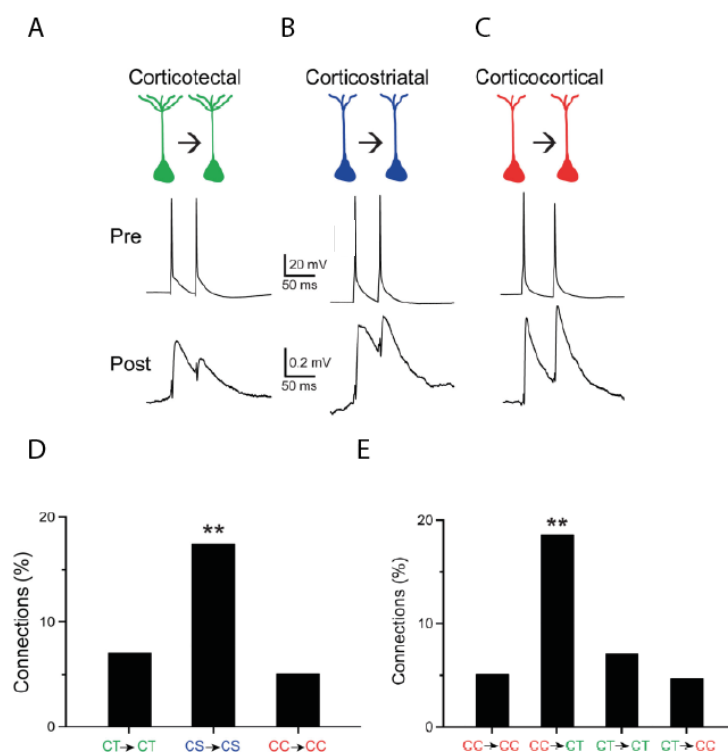 A
B
C
Corticotectal
Corticostriatal
Corticocortical
→
→
→
Pre
20 mV
50 ms
Post
0.2 mV
50 ms
D
Connections (%)
20
10
0
**
CT→CT
CS→CS
CC→CC
E
Connections (%)
20
10
0
**
CC→CC
CC→CT
CT→CT
CT→CC